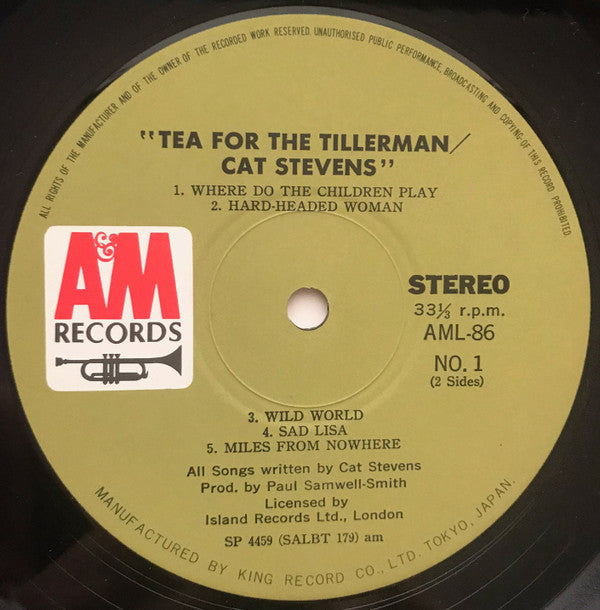 ALL RIGHTS OF THE MANUFACTURER AND OF THE OWNER OF THE RECORDED WORK RESERVED. UNAUTHORISED PUBLIC PERFORMANCE, BROADCASTING AND COPYING OF THIS RECORD PROHIBITED.
"TEA FOR THE TILLERMAN/
CAT STEVENS"
1. WHERE DO THE CHILDREN PLAY
2. HARD-HEADED WOMAN
A&M
RECORDS
STEREO
33⅓ r.p.m.
AML-86
NO. 1
(2 Sides)
3. WILD WORLD
4. SAD LISA
5. MILES FROM NOWHERE
All Songs written by Cat Stevens
Prod. by Paul Samwell-Smith
Licensed by
Island Records Ltd., London
SP 4459 (SALBT 179) am
MANUFACTURED BY KING RECORD CO., LTD. TOKYO, JAPAN.